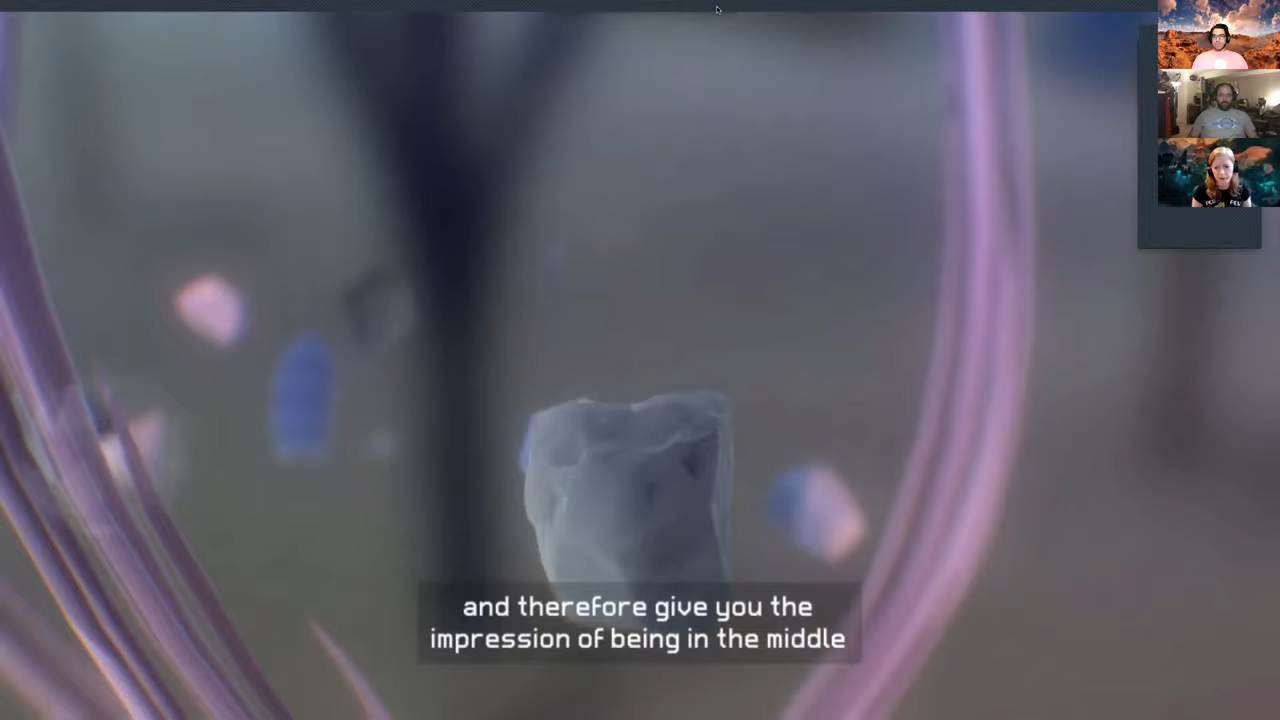 and therefore give you the
impression of being in the middle